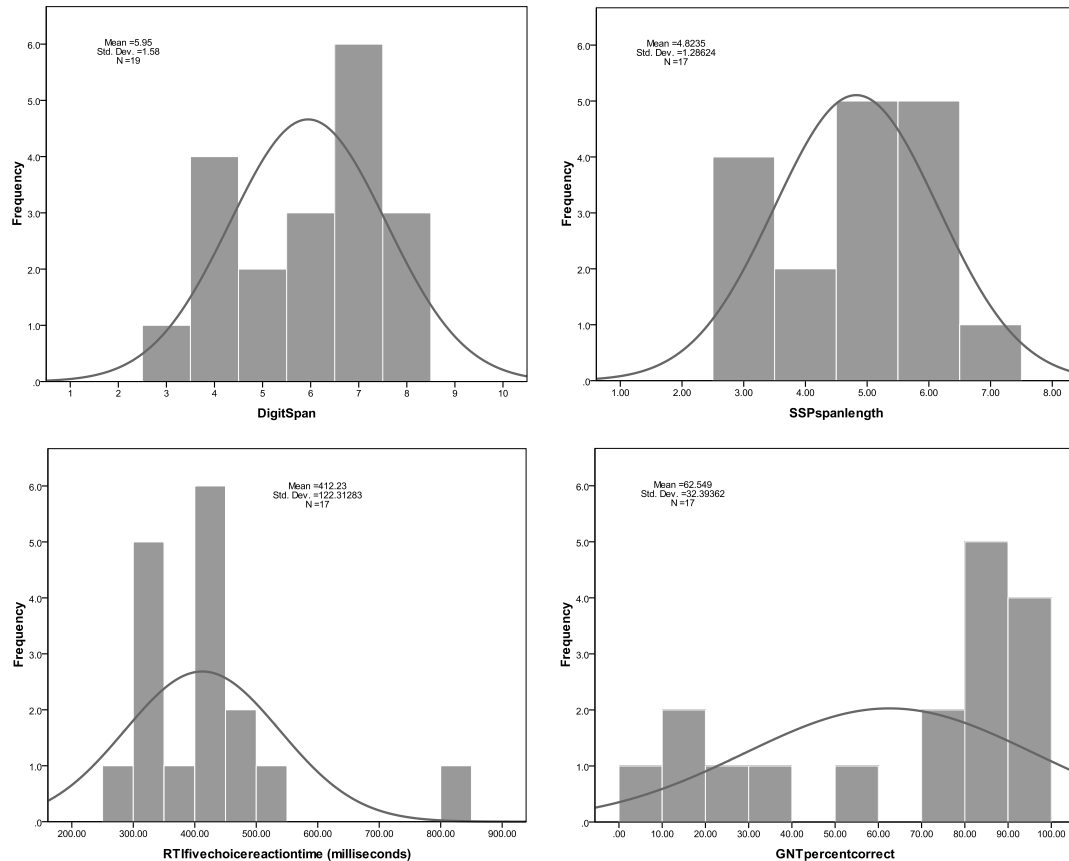 Mean =5.95
Std. Dev. =1.58
N =19
6.0
5.0
4.0
3.0
2.0
1.0
.0
Frequency
1 2 3 4 5 6 7 8 9 10
DigitSpan
Mean =4.8235
Std. Dev. =1.28624
N =17
6.0
5.0
4.0
3.0
2.0
1.0
.0
Frequency
1.00 2.00 3.00 4.00 5.00 6.00 7.00 8.00
SSPspanlength
Mean =412.23
Std. Dev. =122.31283
N =17
6.0
5.0
4.0
3.0
2.0
1.0
.0
Frequency
200.00 300.00 400.00 500.00 600.00 700.00 800.00 900.00
RTIfivechoicereactiontime (milliseconds)
Mean =62.549
Std. Dev. =32.39362
N =17
6.0
5.0
4.0
3.0
2.0
1.0
.0
Frequency
.00 10.00 20.00 30.00 40.00 50.00 60.00 70.00 80.00 90.00 100.00
GNTpercentcorrect